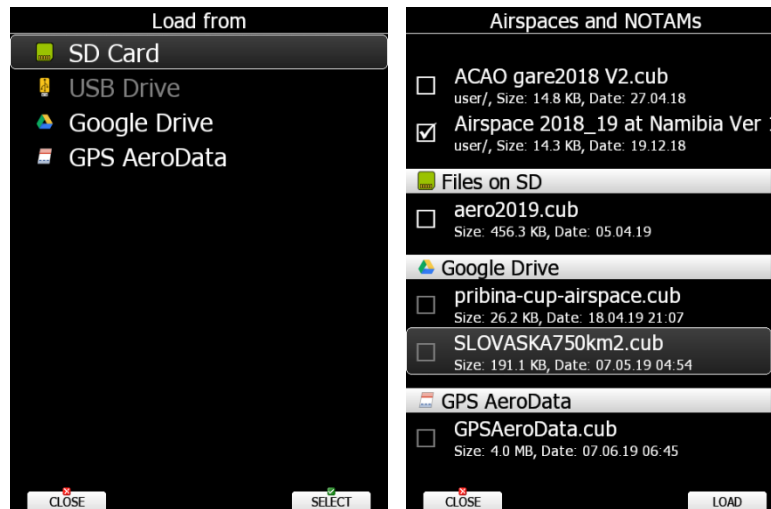 Load from
SD Card
USB Drive
Google Drive
GPS AeroData
CLOSE
SELECT
Airspaces and NOTAMs
ACAO gare2018 V2.cub
user/, Size: 14.8 KB, Date: 27.04.18
Airspace 2018_19 at Namibia Ver
user/, Size: 14.3 KB, Date: 19.12.18
Files on SD
aero2019.cub
Size: 456.3 KB, Date: 05.04.19
Google Drive
pribina-cup-airspace.cub
Size: 26.2 KB, Date: 18.04.19 21:07
SLOVASKA750km2.cub
Size: 191.1 KB, Date: 07.05.19 04:54
GPS AeroData
GPSAeroData.cub
Size: 4.0 MB, Date: 07.06.19 06:45
CLOSE
LOAD